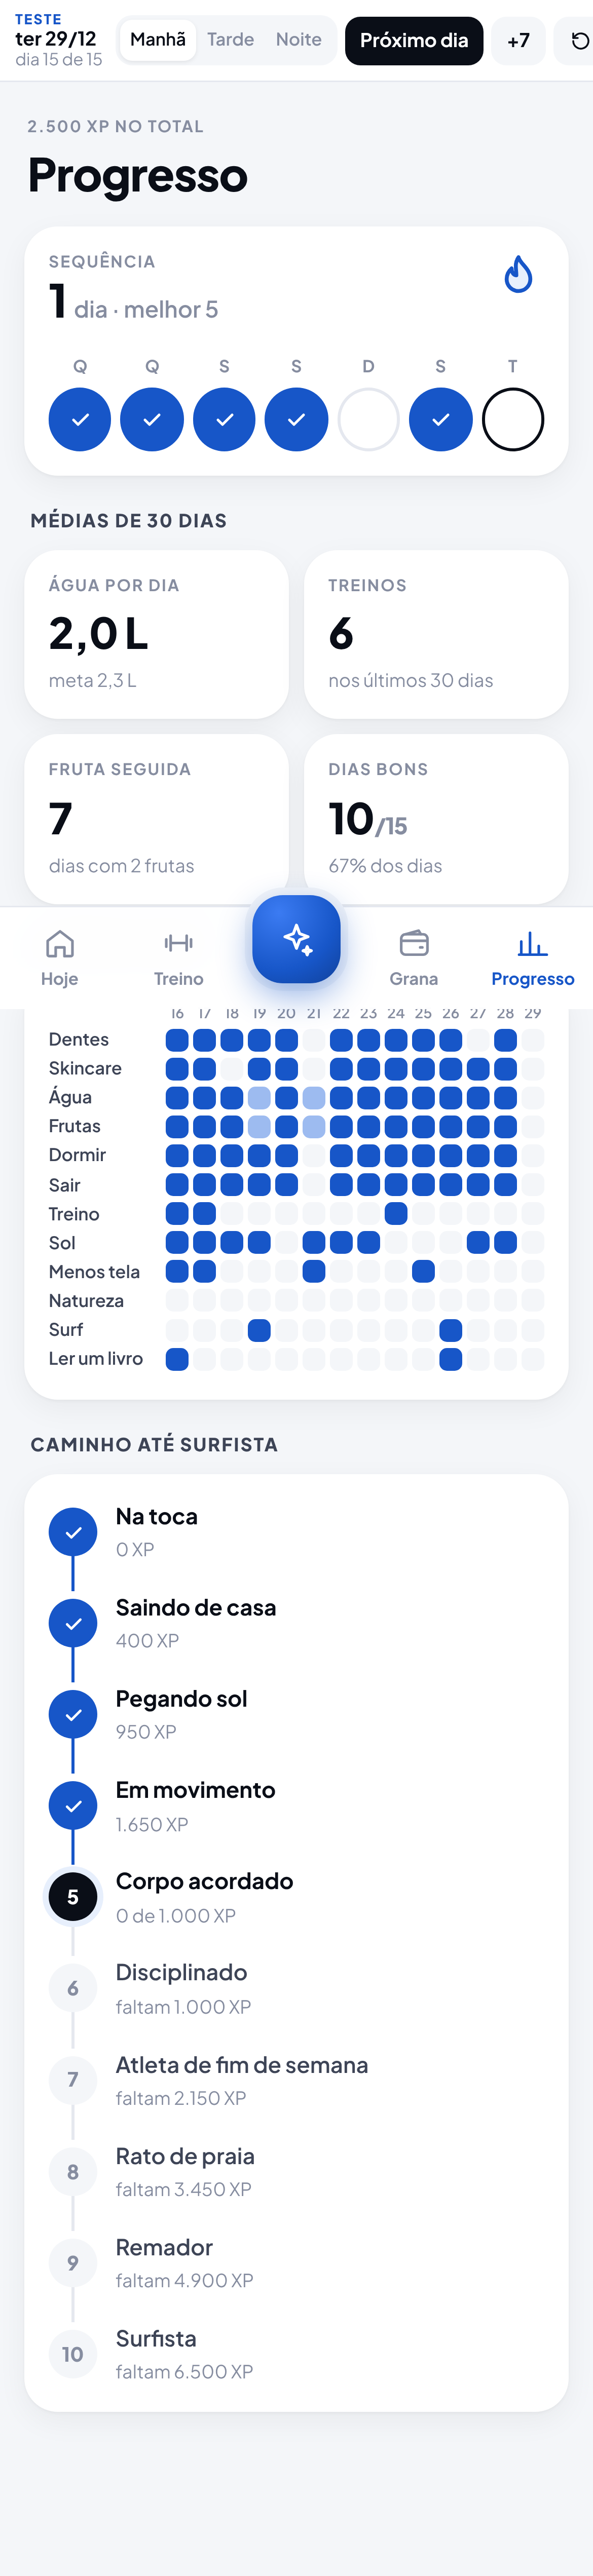 TESTE
ter 29/12
dia 15 de 15
Manhã Tarde Noite
Próximo dia
+7
2.500 XP NO TOTAL
Progresso
SEQUÊNCIA
1 dia · melhor 5
Q Q S S D S T
MÉDIAS DE 30 DIAS
ÁGUA POR DIA
2,0 L
meta 2,3 L
TREINOS
6
nos últimos 30 dias
FRUTA SEGUIDA
7
dias com 2 frutas
DIAS BONS
10/15
67% dos dias
Hoje Treino Grana Progresso
16 17 18 19 20 21 22 23 24 25 26 27 28 29
Dentes
Skincare
Água
Frutas
Dormir
Sair
Treino
Sol
Menos tela
Natureza
Surf
Ler um livro
CAMINHO ATÉ SURFISTA
Na toca
0 XP
Saindo de casa
400 XP
Pegando sol
950 XP
Em movimento
1.650 XP
5 Corpo acordado
0 de 1.000 XP
6 Disciplinado
faltam 1.000 XP
7 Atleta de fim de semana
faltam 2.150 XP
8 Rato de praia
faltam 3.450 XP
9 Remador
faltam 4.900 XP
10 Surfista
faltam 6.500 XP